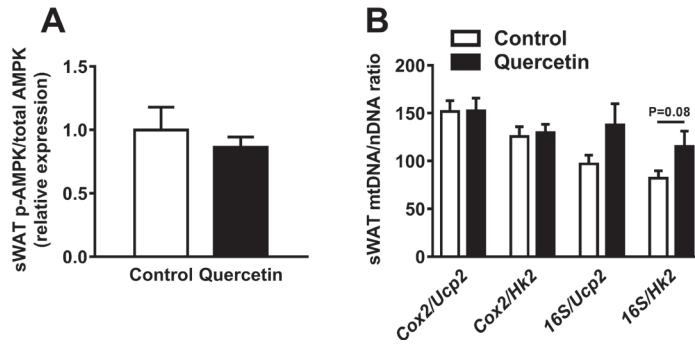 A
sWAT p-AMPK/total AMPK
(relative expression)
1.5
1.0
0.5
0.0
Control Quercetin
B
Control
Quercetin
sWAT mtDNA/nDNA ratio
200
150
100
50
0
P=0.08
Cox2/Ucp2
Cox2/Hk2
16S/Ucp2
16S/Hk2